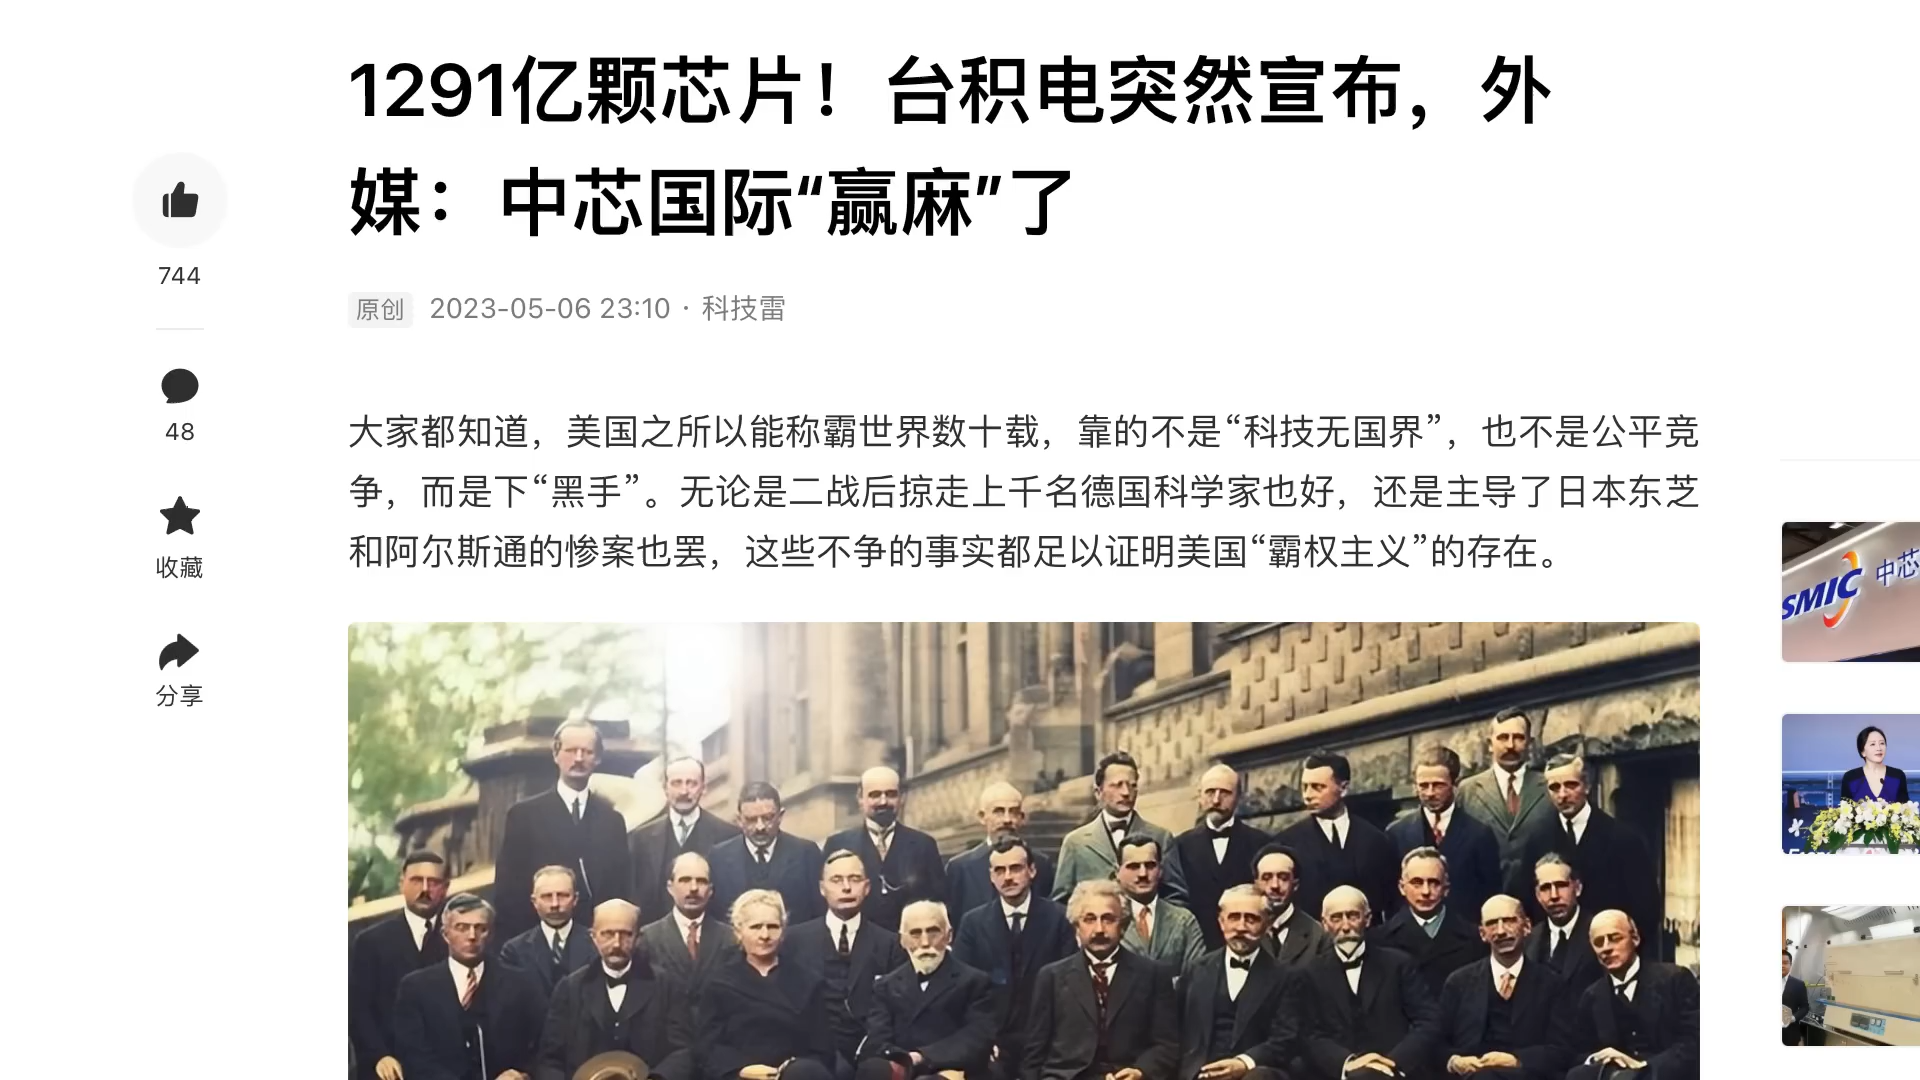 1291亿颗芯片！台积电突然宣布，外
媒：中芯国际“赢麻”了
原创 2023-05-06 23:10 · 科技雷
744
48
收藏
分享
大家都知道，美国之所以能称霸世界数十载，靠的不是“科技无国界”，也不是公平竞
争，而是下“黑手”。无论是二战后掠走上千名德国科学家也好，还是主导了日本东芝
和阿尔斯通的惨案也罢，这些不争的事实都足以证明美国“霸权主义”的存在。
SMIC 中芯